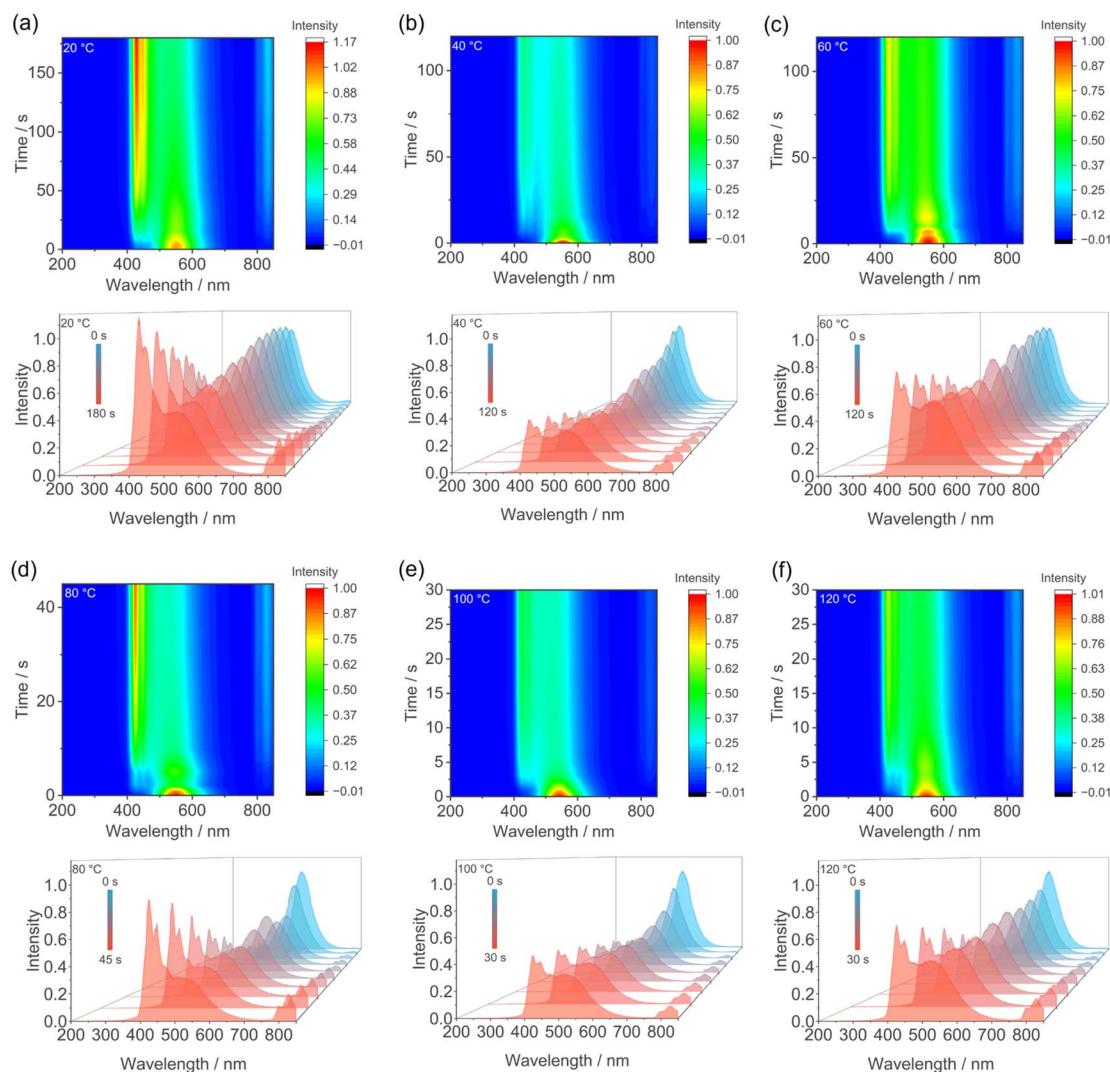 (a)
Intensity
20 °C
1.17
1.02
0.88
0.73
0.58
0.44
0.29
0.14
−0.01
150
100
50
0
Time / s
200 400 600 800
Wavelength / nm
(b)
Intensity
40 °C
1.00
0.87
0.75
0.62
0.50
0.37
0.25
0.12
−0.01
100
50
0
Time / s
200 400 600 800
Wavelength / nm
(c)
Intensity
60 °C
1.00
0.87
0.75
0.62
0.50
0.37
0.25
0.12
−0.01
100
50
0
Time / s
200 400 600 800
Wavelength / nm
20 °C
0 s
180 s
1.0
0.8
0.6
0.4
0.2
0.0
Intensity
200 300 400 500 600 700 800
Wavelength / nm
40 °C
0 s
120 s
1.0
0.8
0.6
0.4
0.2
0.0
Intensity
200 300 400 500 600 700 800
Wavelength / nm
60 °C
0 s
120 s
1.0
0.8
0.6
0.4
0.2
0.0
Intensity
200 300 400 500 600 700 800
Wavelength / nm
(d)
Intensity
80 °C
1.00
0.87
0.75
0.62
0.50
0.37
0.25
0.12
−0.01
40
20
0
Time / s
200 400 600 800
Wavelength / nm
(e)
Intensity
100 °C
1.00
0.87
0.75
0.62
0.50
0.37
0.25
0.12
−0.01
30
25
20
15
10
5
0
Time / s
200 400 600 800
Wavelength / nm
(f)
Intensity
120 °C
1.01
0.88
0.76
0.63
0.50
0.37
0.25
0.12
−0.01
30
25
20
15
10
5
0
Time / s
200 400 600 800
Wavelength / nm
80 °C
0 s
45 s
1.0
0.8
0.6
0.4
0.2
0.0
Intensity
200 300 400 500 600 700 800
Wavelength / nm
100 °C
0 s
30 s
1.0
0.8
0.6
0.4
0.2
0.0
Intensity
200 300 400 500 600 700 800
Wavelength / nm
120 °C
0 s
30 s
1.0
0.8
0.6
0.4
0.2
0.0
Intensity
200 300 400 500 600 700 800
Wavelength / nm